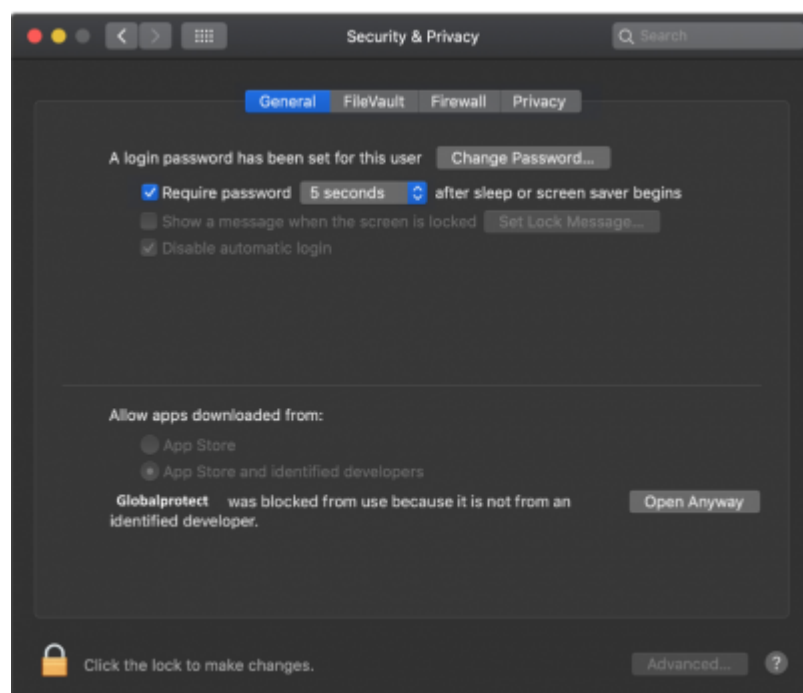 Security & Privacy
Search
General FileVault Firewall Privacy
A login password has been set for this user Change Password...
Require password 5 seconds after sleep or screen saver begins
Show a message when the screen is locked Set Lock Message...
Disable automatic login
Allow apps downloaded from:
App Store
App Store and identified developers
Globalprotect was blocked from use because it is not from an Open Anyway
identified developer.
Click the lock to make changes. Advanced... ?